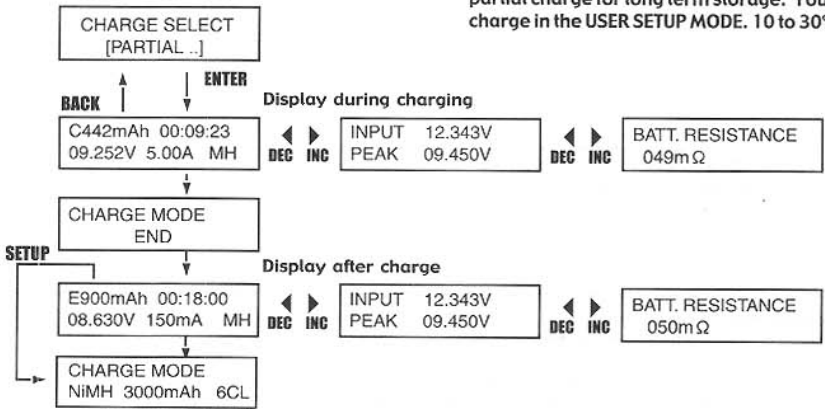 partial charge for long term storage. You
charge in the USER SETUP MODE. 10 to 30
CHARGE SELECT
[PARTIAL ..]
BACK
ENTER
Display during charging
C442mAh 00:09:23
09.252V 5.00A MH
DEC INC
INPUT 12.343V
PEAK 09.450V
DEC INC
BATT. RESISTANCE
049mΩ
CHARGE MODE
END
SETUP
Display after charge
E900mAh 00:18:00
08.630V 150mA MH
DEC INC
INPUT 12.343V
PEAK 09.450V
DEC INC
BATT. RESISTANCE
050mΩ
CHARGE MODE
NiMH 3000mAh 6CL